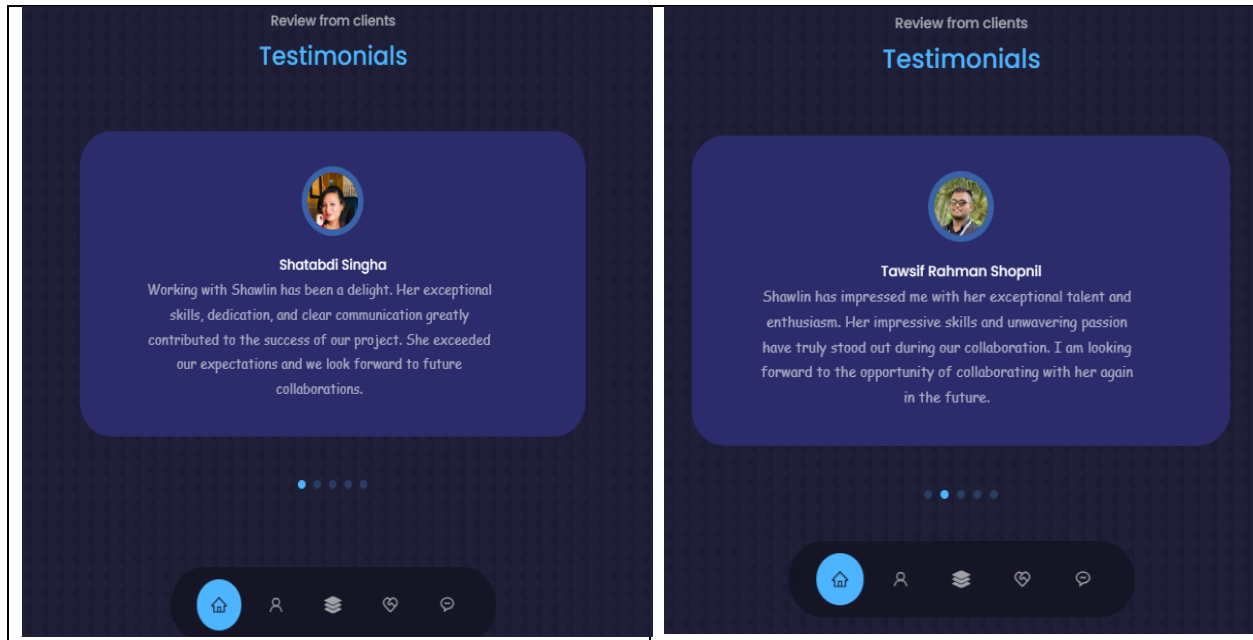 Review from clients
Testimonials
Shatabdi Singha
Working with Shawlin has been a delight. Her exceptional
skills, dedication, and clear communication greatly
contributed to the success of our project. She exceeded
our expectations and we look forward to future
collaborations.
Review from clients
Testimonials
Tawsif Rahman Shopnil
Shawlin has impressed me with her exceptional talent and
enthusiasm. Her impressive skills and unwavering passion
have truly stood out during our collaboration. I am looking
forward to the opportunity of collaborating with her again
in the future.